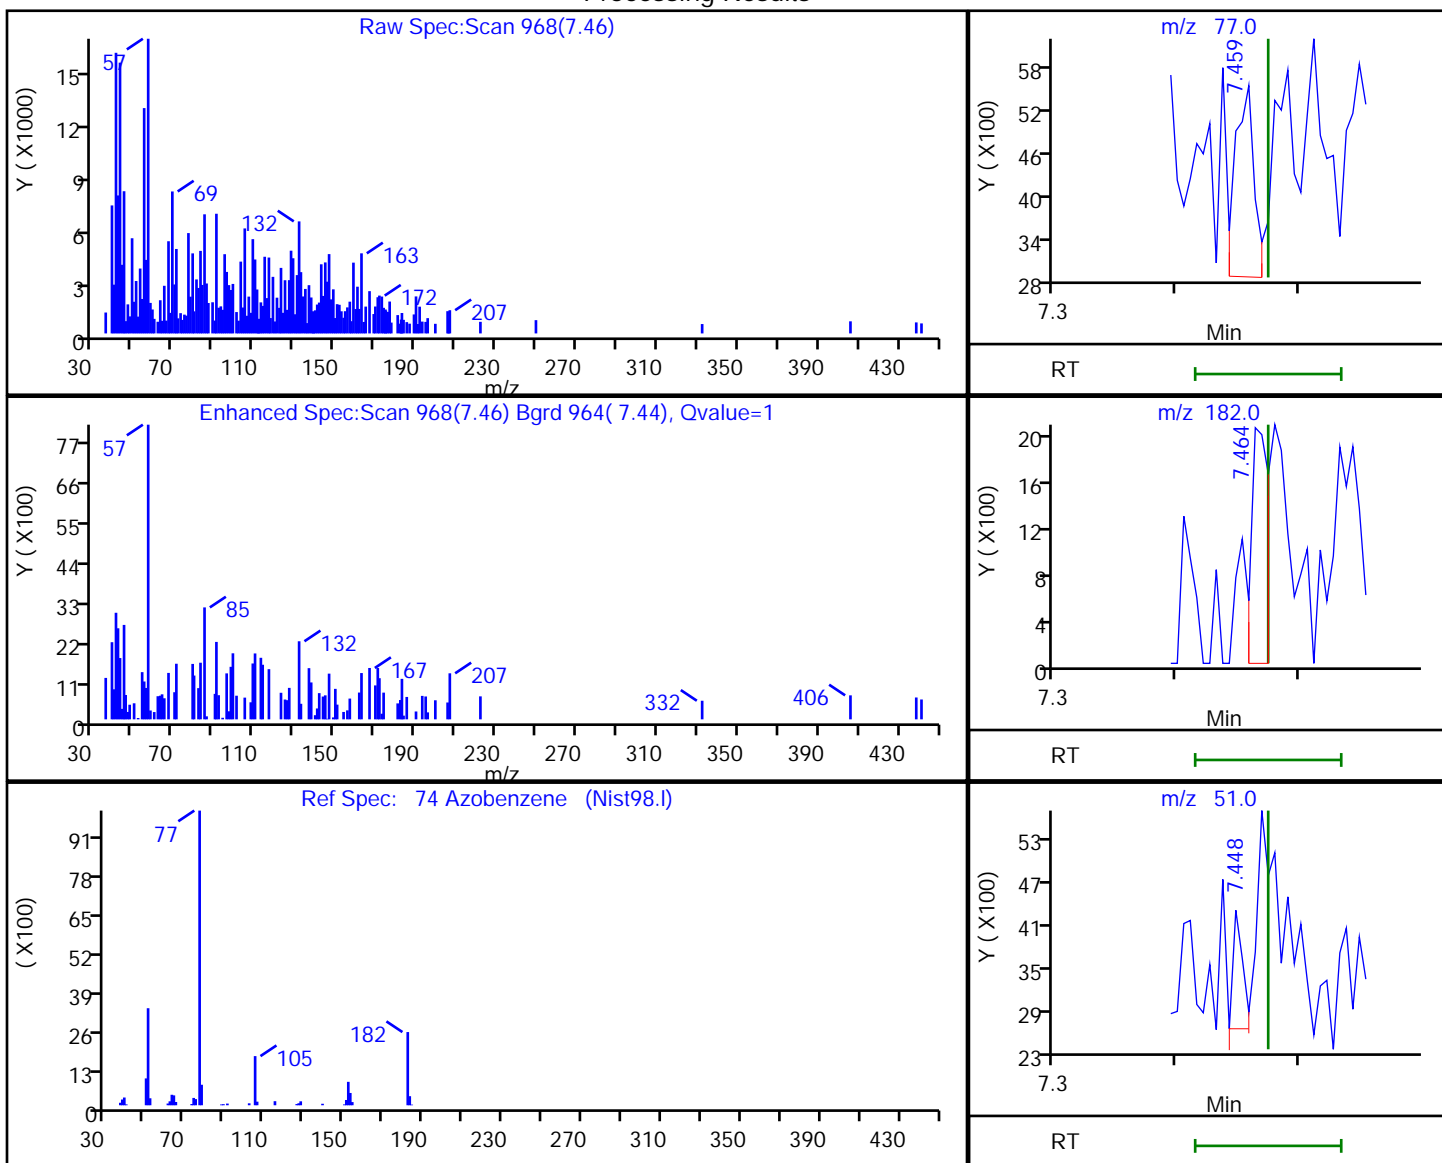 Processing Results
Raw Spec:Scan 968(7.46)
Y ( X1000)
15
12
9
6
3
0
57
69
132
163
172
207
30 70 110 150 190 230 270 310 350 390 430
m/z
m/z 77.0
Y ( X100)
58
52
46
40
34
28
7.459
7.3
Min
RT
Enhanced Spec:Scan 968(7.46) Bgrd 964( 7.44), Qvalue=1
Y ( X100)
77
66
55
44
33
22
11
0
57
85
132
167
207
332
406
30 70 110 150 190 230 270 310 350 390 430
m/z
m/z 182.0
Y ( X100)
20
16
12
8
4
0
7.464
7.3
Min
RT
Ref Spec: 74 Azobenzene (Nist98.l)
( X100)
91
78
65
52
39
26
13
0
77
105
182
30 70 110 150 190 230 270 310 350 390 430
m/z 51.0
Y ( X100)
53
47
41
35
29
23
7.448
7.3
Min
RT